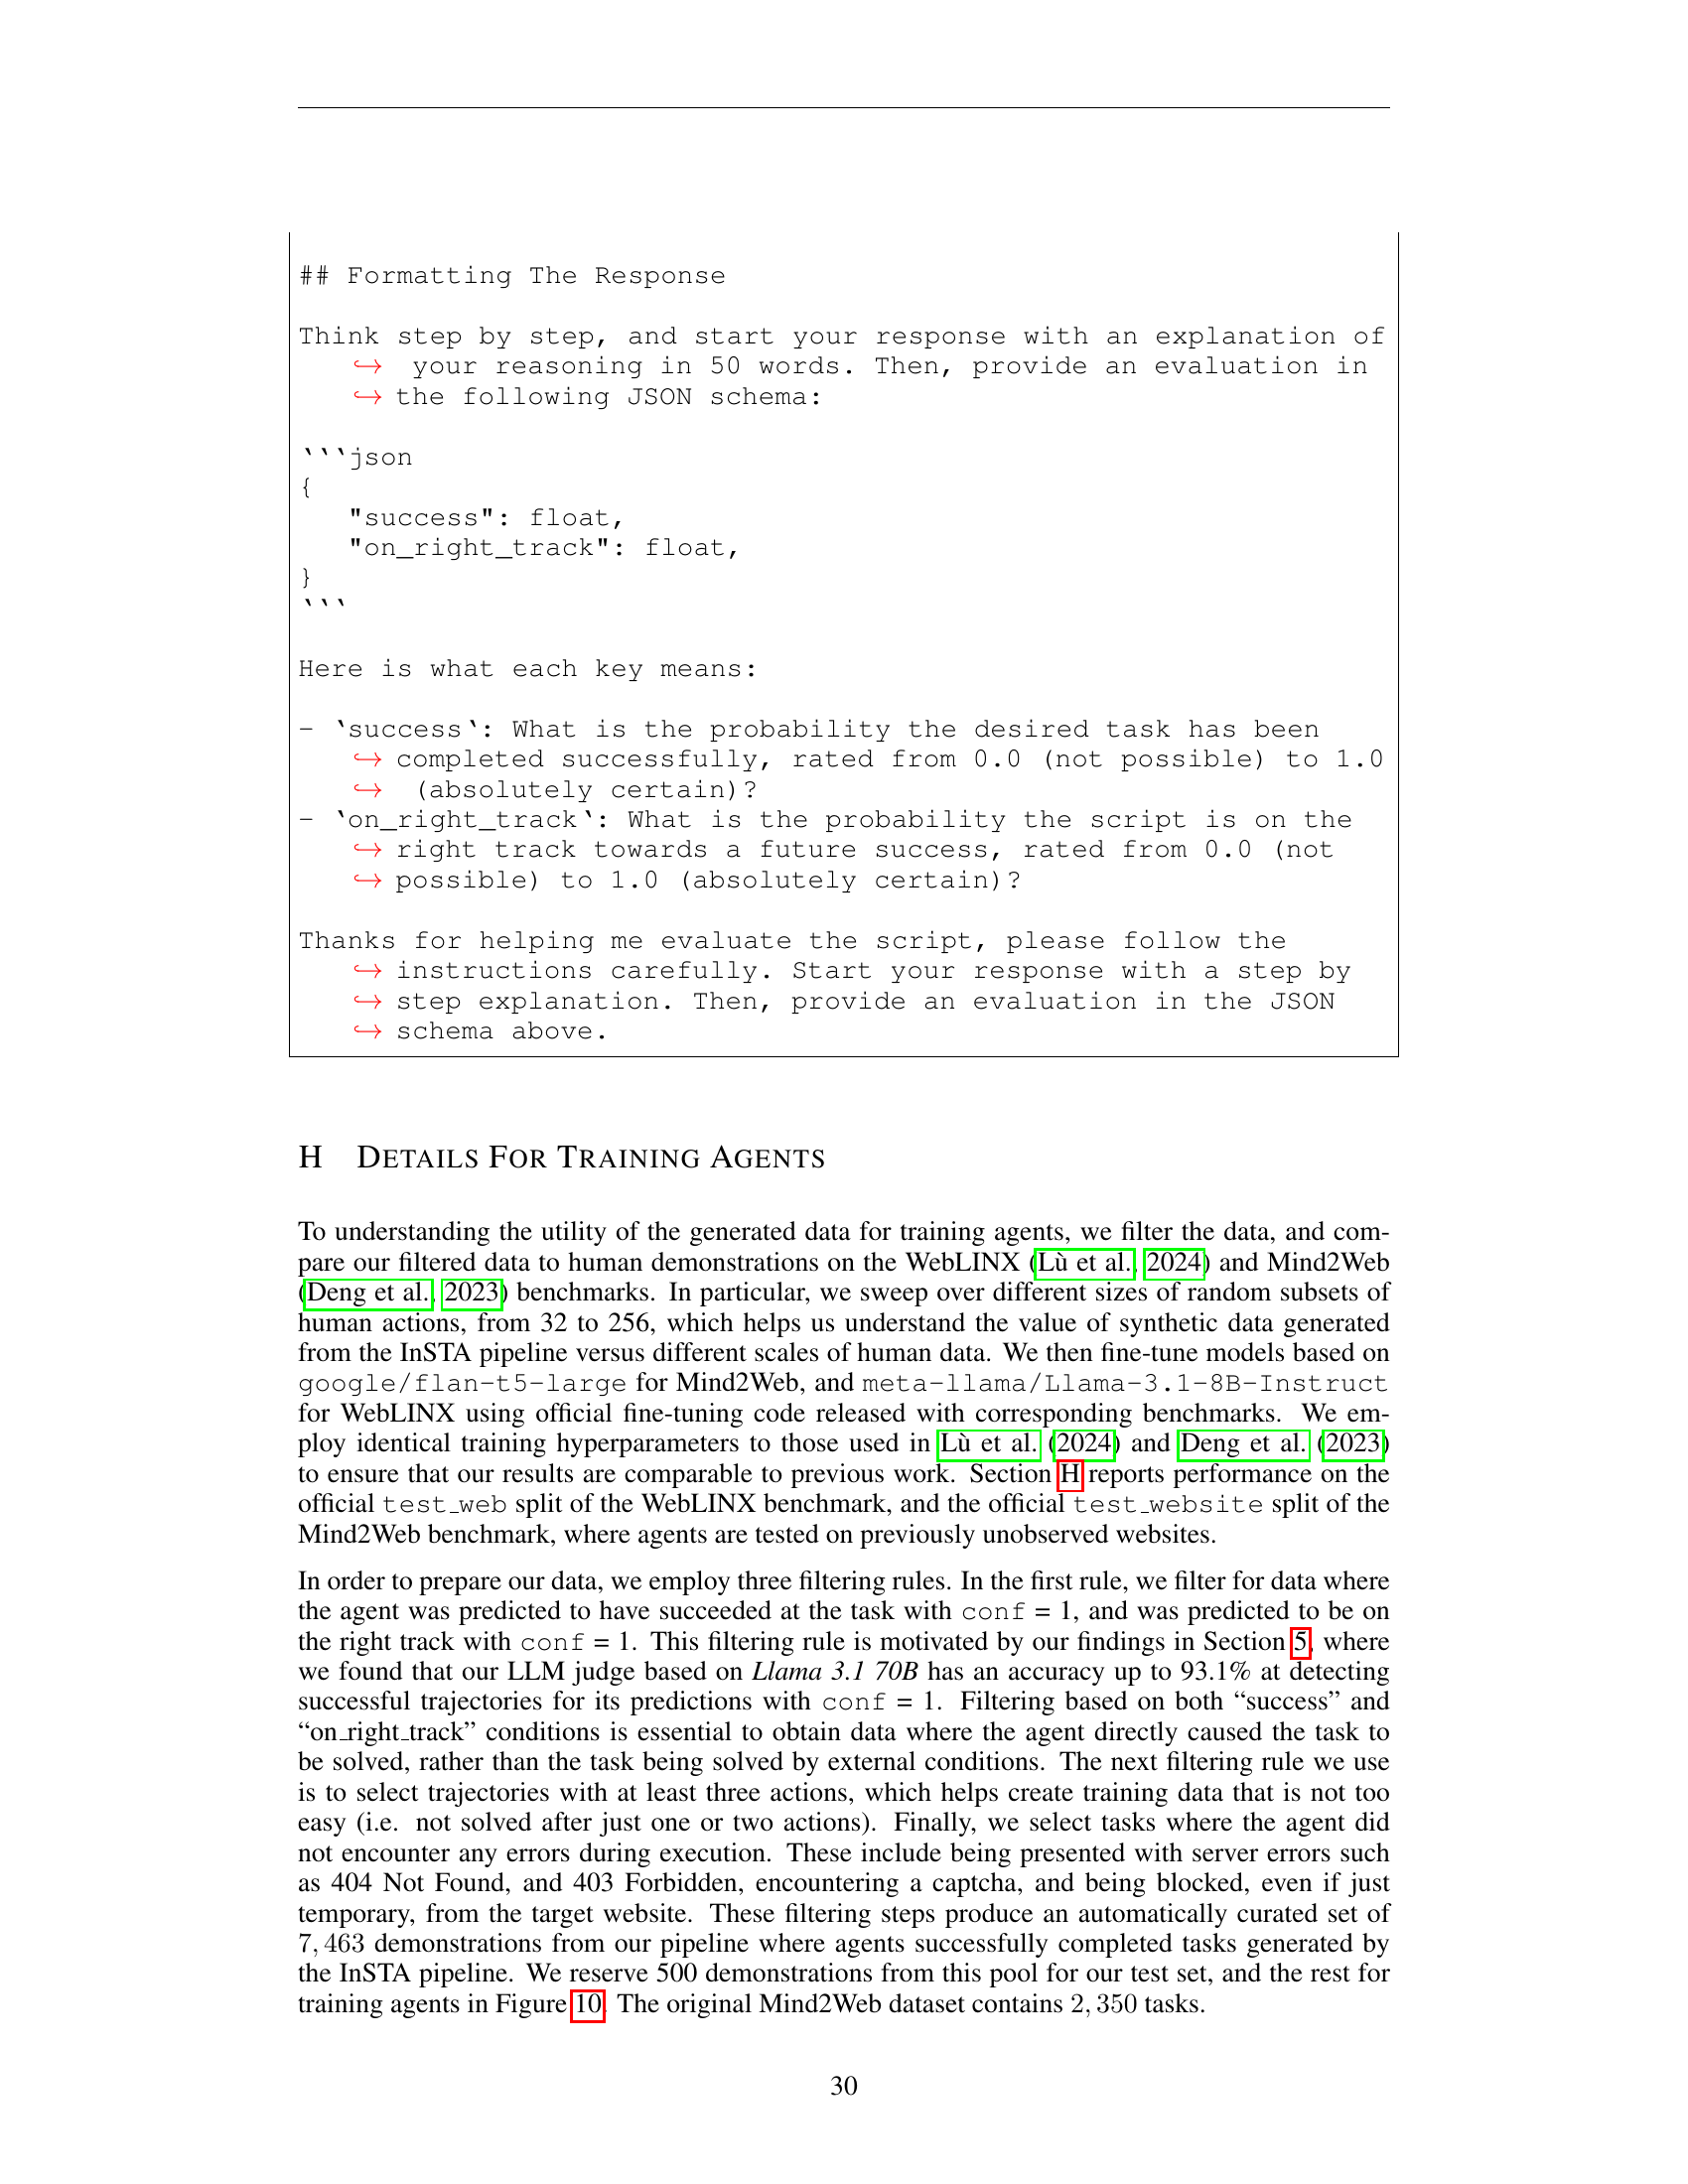 ## Formatting The Response
Think step by step, and start your response with an explanation of
↪ your reasoning in 50 words. Then, provide an evaluation in
↪ the following JSON schema:
```json
{
"success": float,
"on_right_track": float,
}
```
Here is what each key means:
- `success`: What is the probability the desired task has been
↪ completed successfully, rated from 0.0 (not possible) to 1.0
↪ (absolutely certain)?
- `on_right_track`: What is the probability the script is on the
↪ right track towards a future success, rated from 0.0 (not
↪ possible) to 1.0 (absolutely certain)?
Thanks for helping me evaluate the script, please follow the
↪ instructions carefully. Start your response with a step by
↪ step explanation. Then, provide an evaluation in the JSON
↪ schema above.
H DETAILS FOR TRAINING AGENTS
To understanding the utility of the generated data for training agents, we filter the data, and com-
pare our filtered data to human demonstrations on the WebLINX (Lù et al., 2024) and Mind2Web
(Deng et al., 2023) benchmarks. In particular, we sweep over different sizes of random subsets of
human actions, from 32 to 256, which helps us understand the value of synthetic data generated
from the InSTA pipeline versus different scales of human data. We then fine-tune models based on
google/flan-t5-large for Mind2Web, and meta-llama/Llama-3.1-8B-Instruct
for WebLINX using official fine-tuning code released with corresponding benchmarks. We em-
ploy identical training hyperparameters to those used in Lù et al. (2024) and Deng et al. (2023)
to ensure that our results are comparable to previous work. Section H reports performance on the
official test_web split of the WebLINX benchmark, and the official test_website split of the
Mind2Web benchmark, where agents are tested on previously unobserved websites.
In order to prepare our data, we employ three filtering rules. In the first rule, we filter for data where
the agent was predicted to have succeeded at the task with conf = 1, and was predicted to be on
the right track with conf = 1. This filtering rule is motivated by our findings in Section 5, where
we found that our LLM judge based on Llama 3.1 70B has an accuracy up to 93.1% at detecting
successful trajectories for its predictions with conf = 1. Filtering based on both “success” and
“on_right_track” conditions is essential to obtain data where the agent directly caused the task to
be solved, rather than the task being solved by external conditions. The next filtering rule we use
is to select trajectories with at least three actions, which helps create training data that is not too
easy (i.e. not solved after just one or two actions). Finally, we select tasks where the agent did
not encounter any errors during execution. These include being presented with server errors such
as 404 Not Found, and 403 Forbidden, encountering a captcha, and being blocked, even if just
temporary, from the target website. These filtering steps produce an automatically curated set of
7, 463 demonstrations from our pipeline where agents successfully completed tasks generated by
the InSTA pipeline. We reserve 500 demonstrations from this pool for our test set, and the rest for
training agents in Figure 10. The original Mind2Web dataset contains 2, 350 tasks.
30